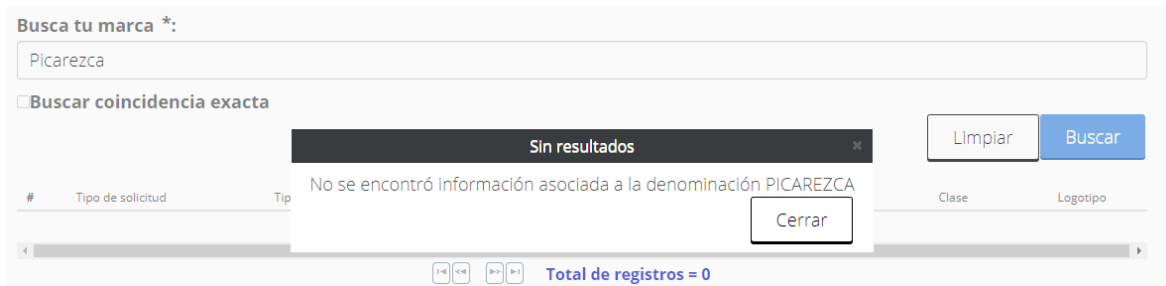 Busca tu marca *:
Picarezca
Buscar coincidencia exacta
Limpiar
Buscar
Sin resultados
No se encontró información asociada a la denominación PICAREZCA
Cerrar
# Tipo de solicitud Tip Clase Logotipo
Total de registros = 0